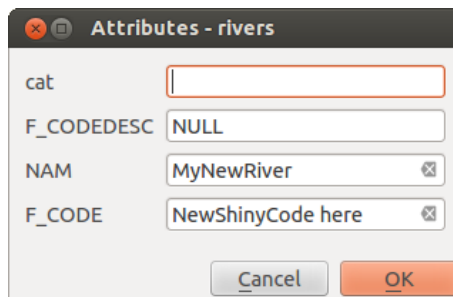 Attributes - rivers
cat
F_CODEDESC NULL
NAM MyNewRiver
F_CODE NewShinyCode here
Cancel OK